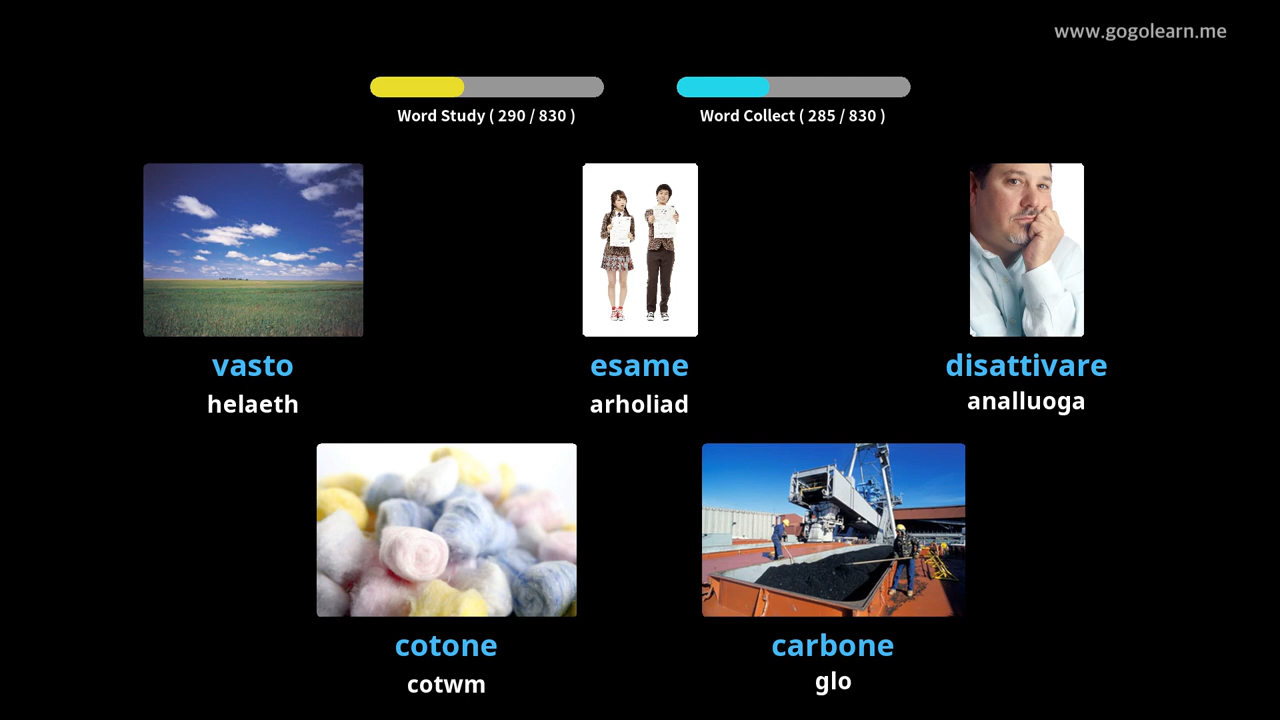 www.gogolearn.me
Word Study ( 290 / 830 )
Word Collect ( 285 / 830 )
vasto
helaeth
esame
arholiad
disattivare
analluoga
cotone
cotwm
carbone
glo